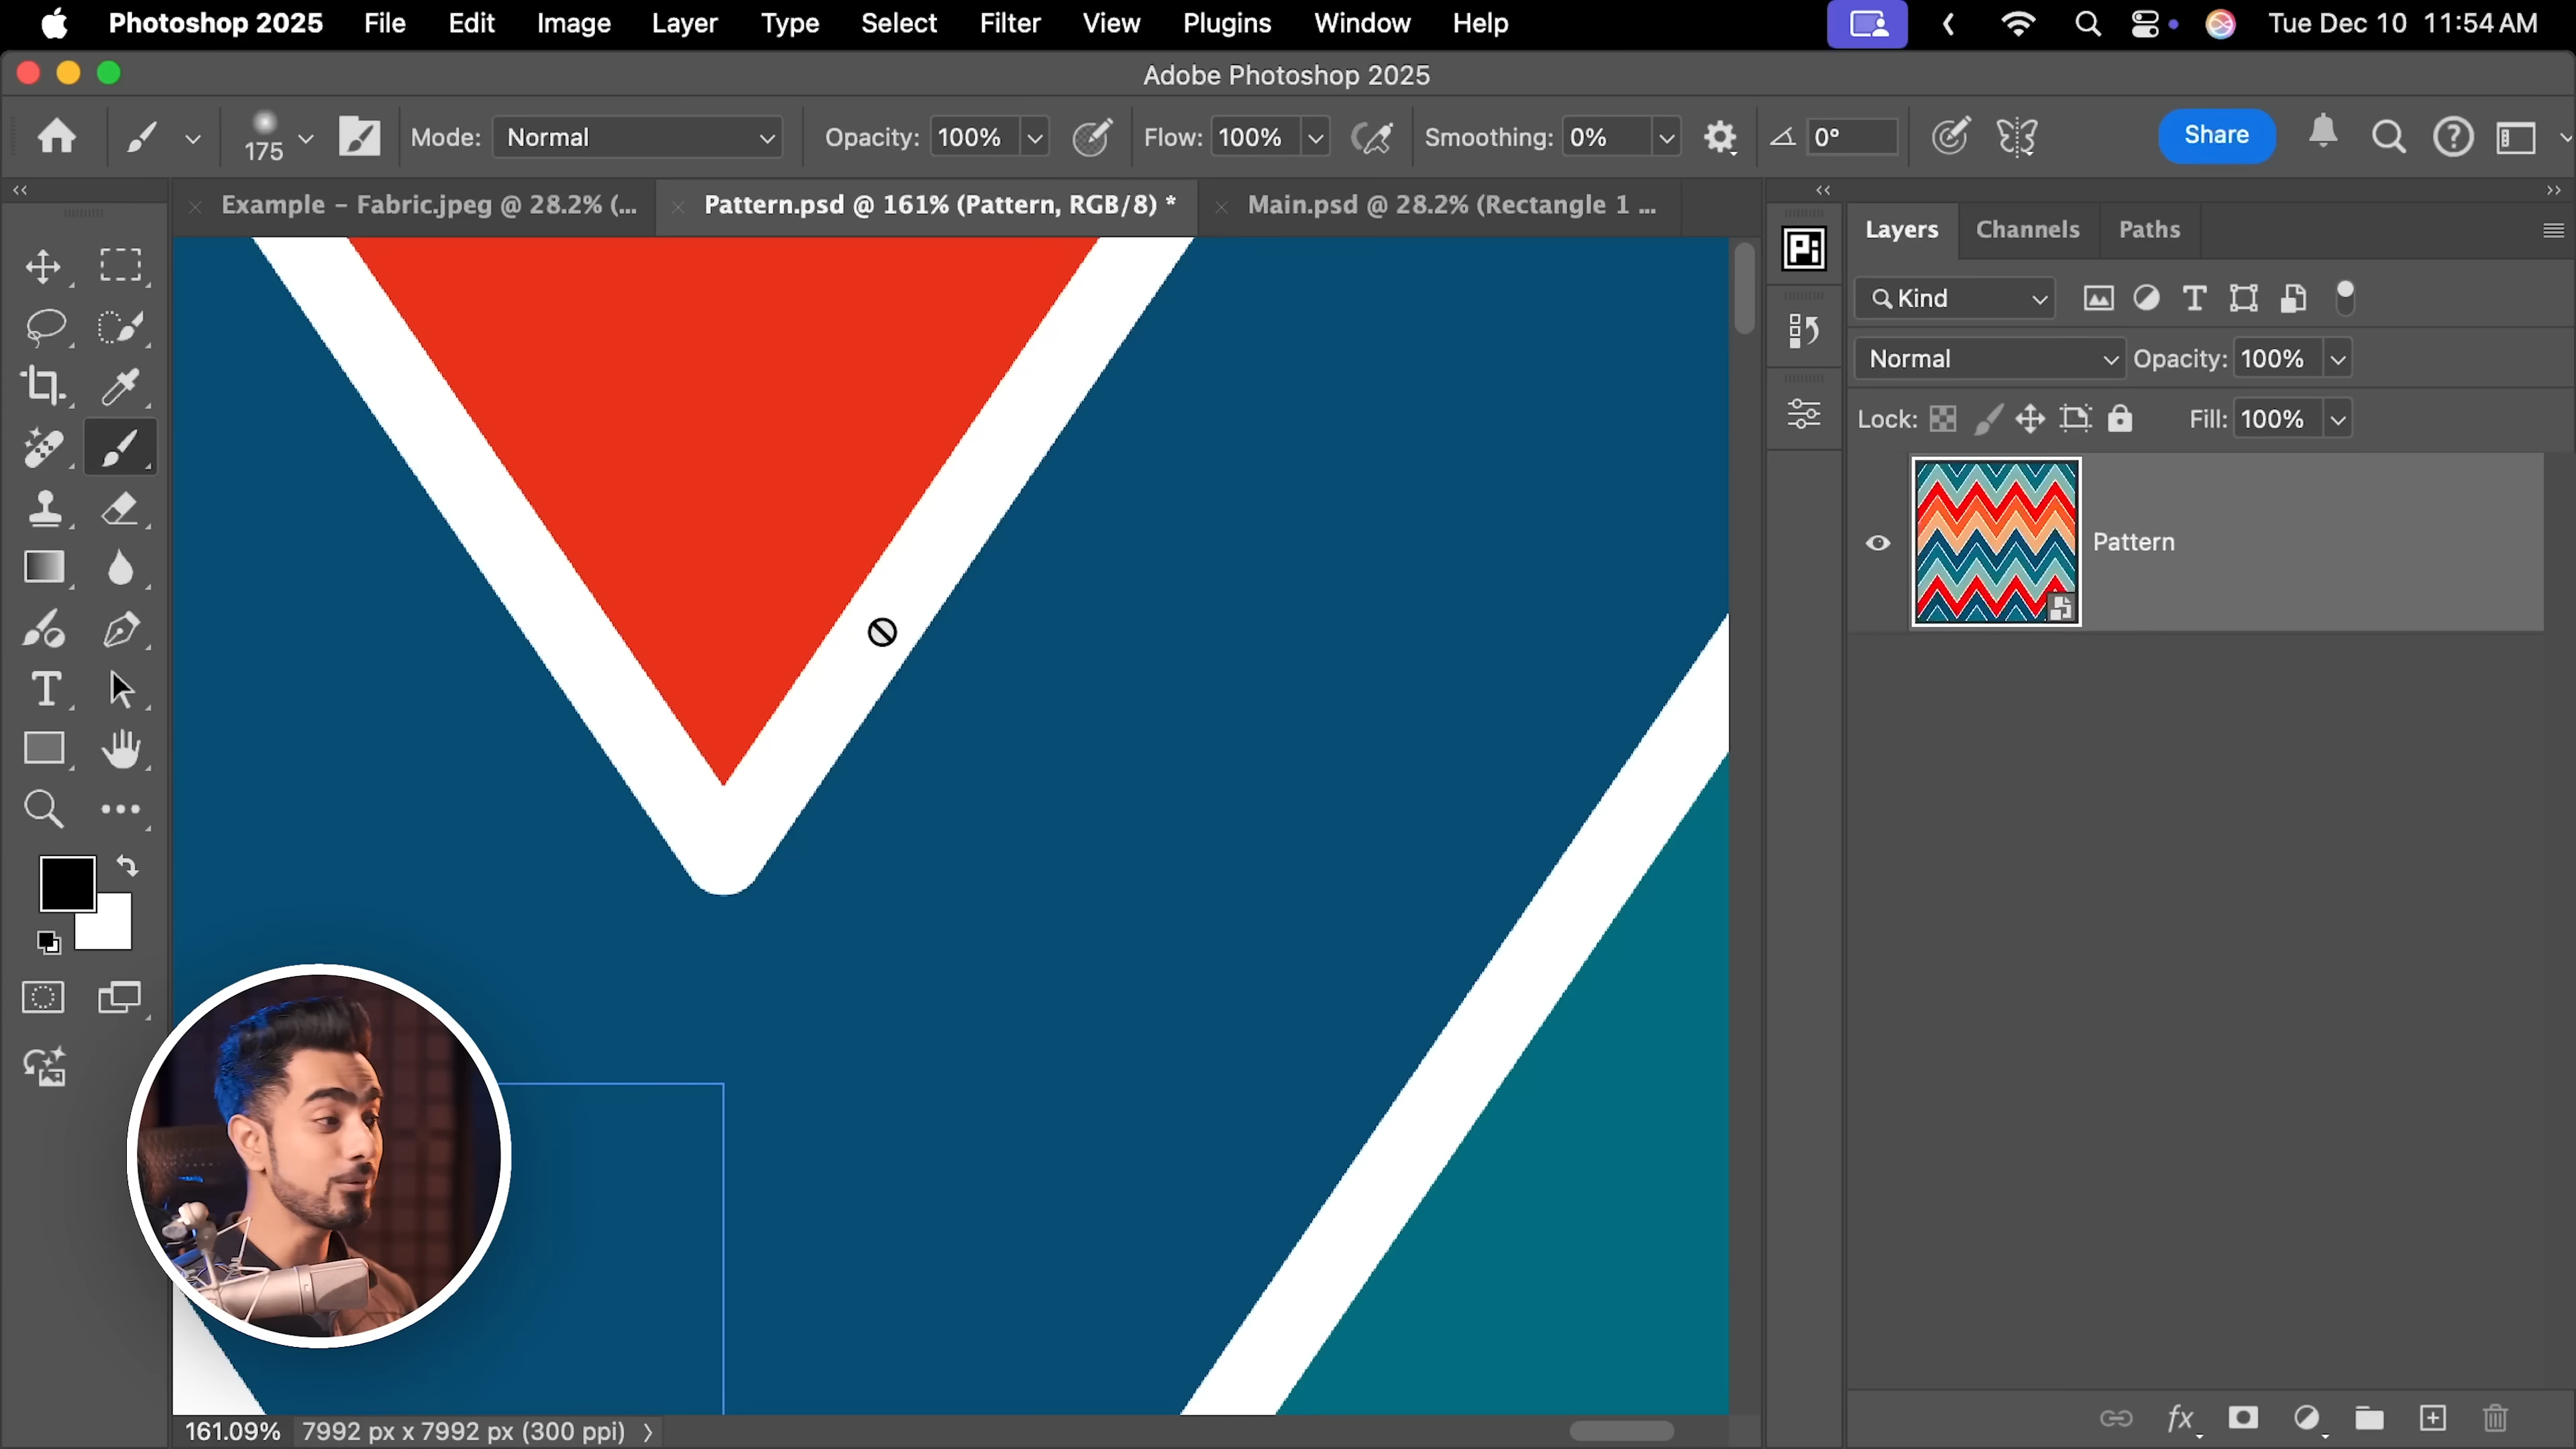 Photoshop 2025 File Edit Image Layer Type Select Filter View Plugins Window Help Tue Dec 10 11:54 AM
Adobe Photoshop 2025
175 Mode: Normal Opacity: 100% Flow: 100% Smoothing: 0% 0° Share
Example - Fabric.jpeg @ 28.2% (... Pattern.psd @ 161% (Pattern, RGB/8) * Main.psd @ 28.2% (Rectangle 1 ...
Pi
Layers Channels Paths
Kind
Normal Opacity: 100%
Lock: Fill: 100%
Pattern
161.09% 7992 px x 7992 px (300 ppi)
fx